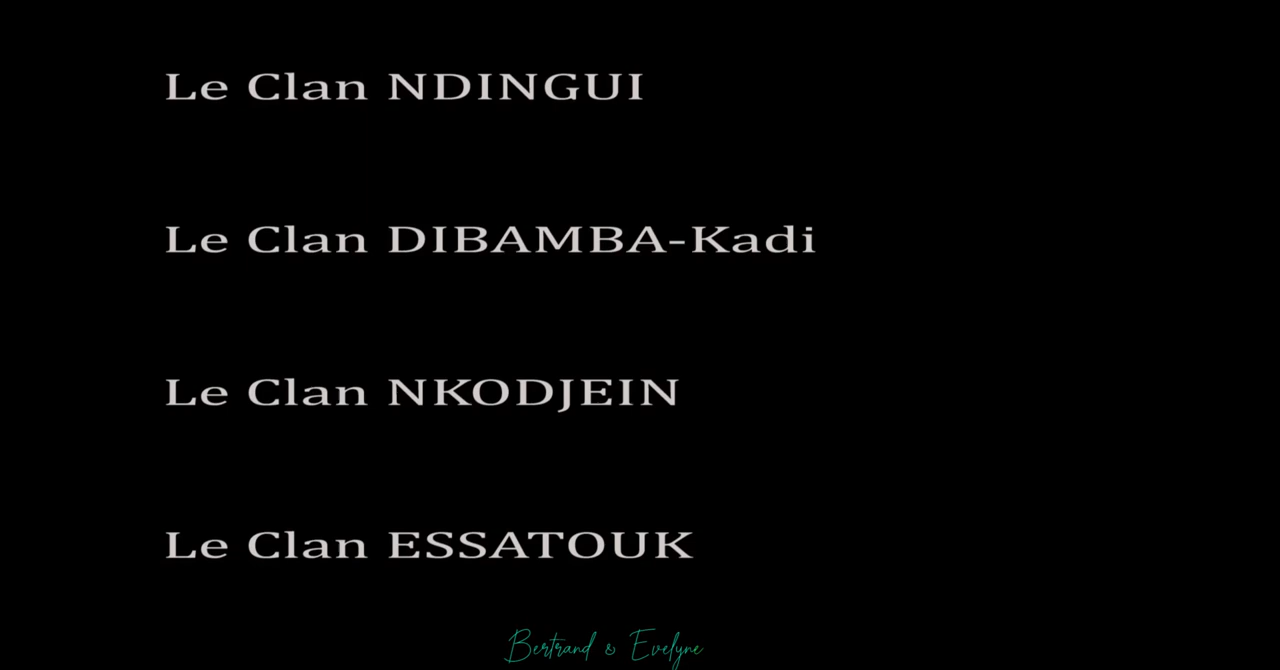 Le Clan NDINGUI
Le Clan DIBAMBA-Kadi
Le Clan NKODJEIN
Le Clan ESSATOUK
Bertrand & Evelyne